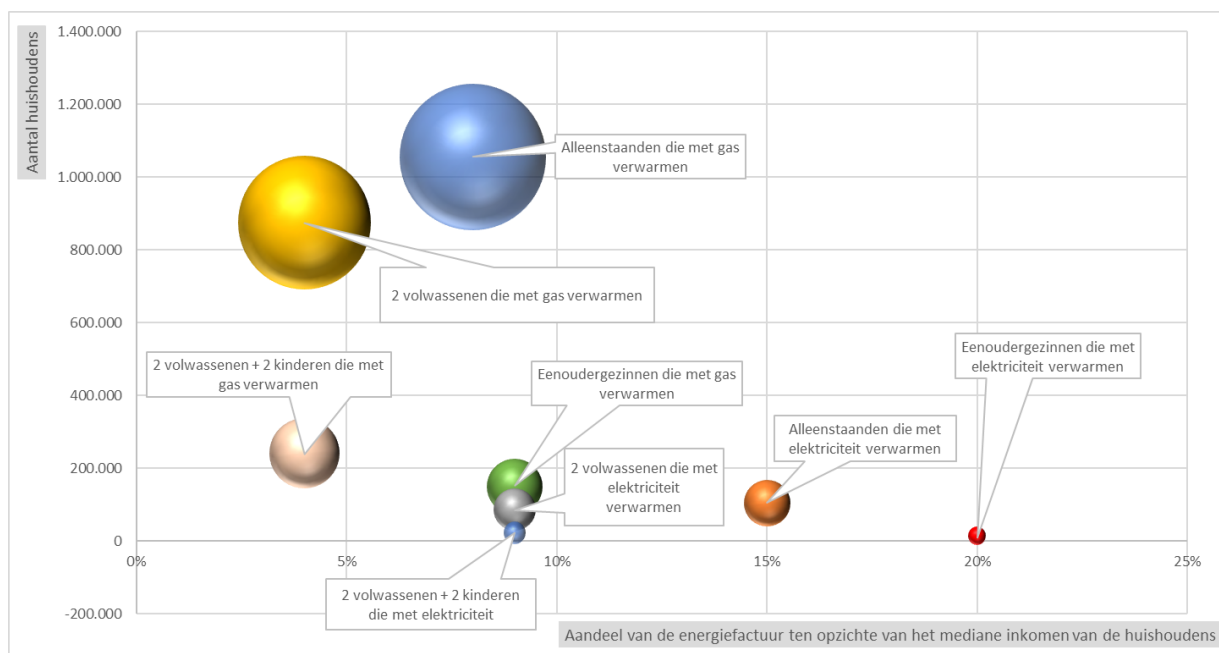 Aantal huishoudens
1.400.000
1.200.000
1.000.000
800.000
600.000
400.000
200.000
0
-200.000
0%
5%
10%
15%
20%
25%
Alleenstaanden die met gas
verwarmen
2 volwassenen die met gas verwarmen
2 volwassenen + 2 kinderen die met
gas verwarmen
Eenoudergezinnen die met gas
verwarmen
Eenoudergezinnen die met
elektriciteit verwarmen
Alleenstaanden die met
elektriciteit verwarmen
2 volwassenen die met
elektriciteit
verwarmen
2 volwassenen + 2 kinderen
die met elektriciteit
Aandeel van de energiefactuur ten opzichte van het mediane inkomen van de huishoudens